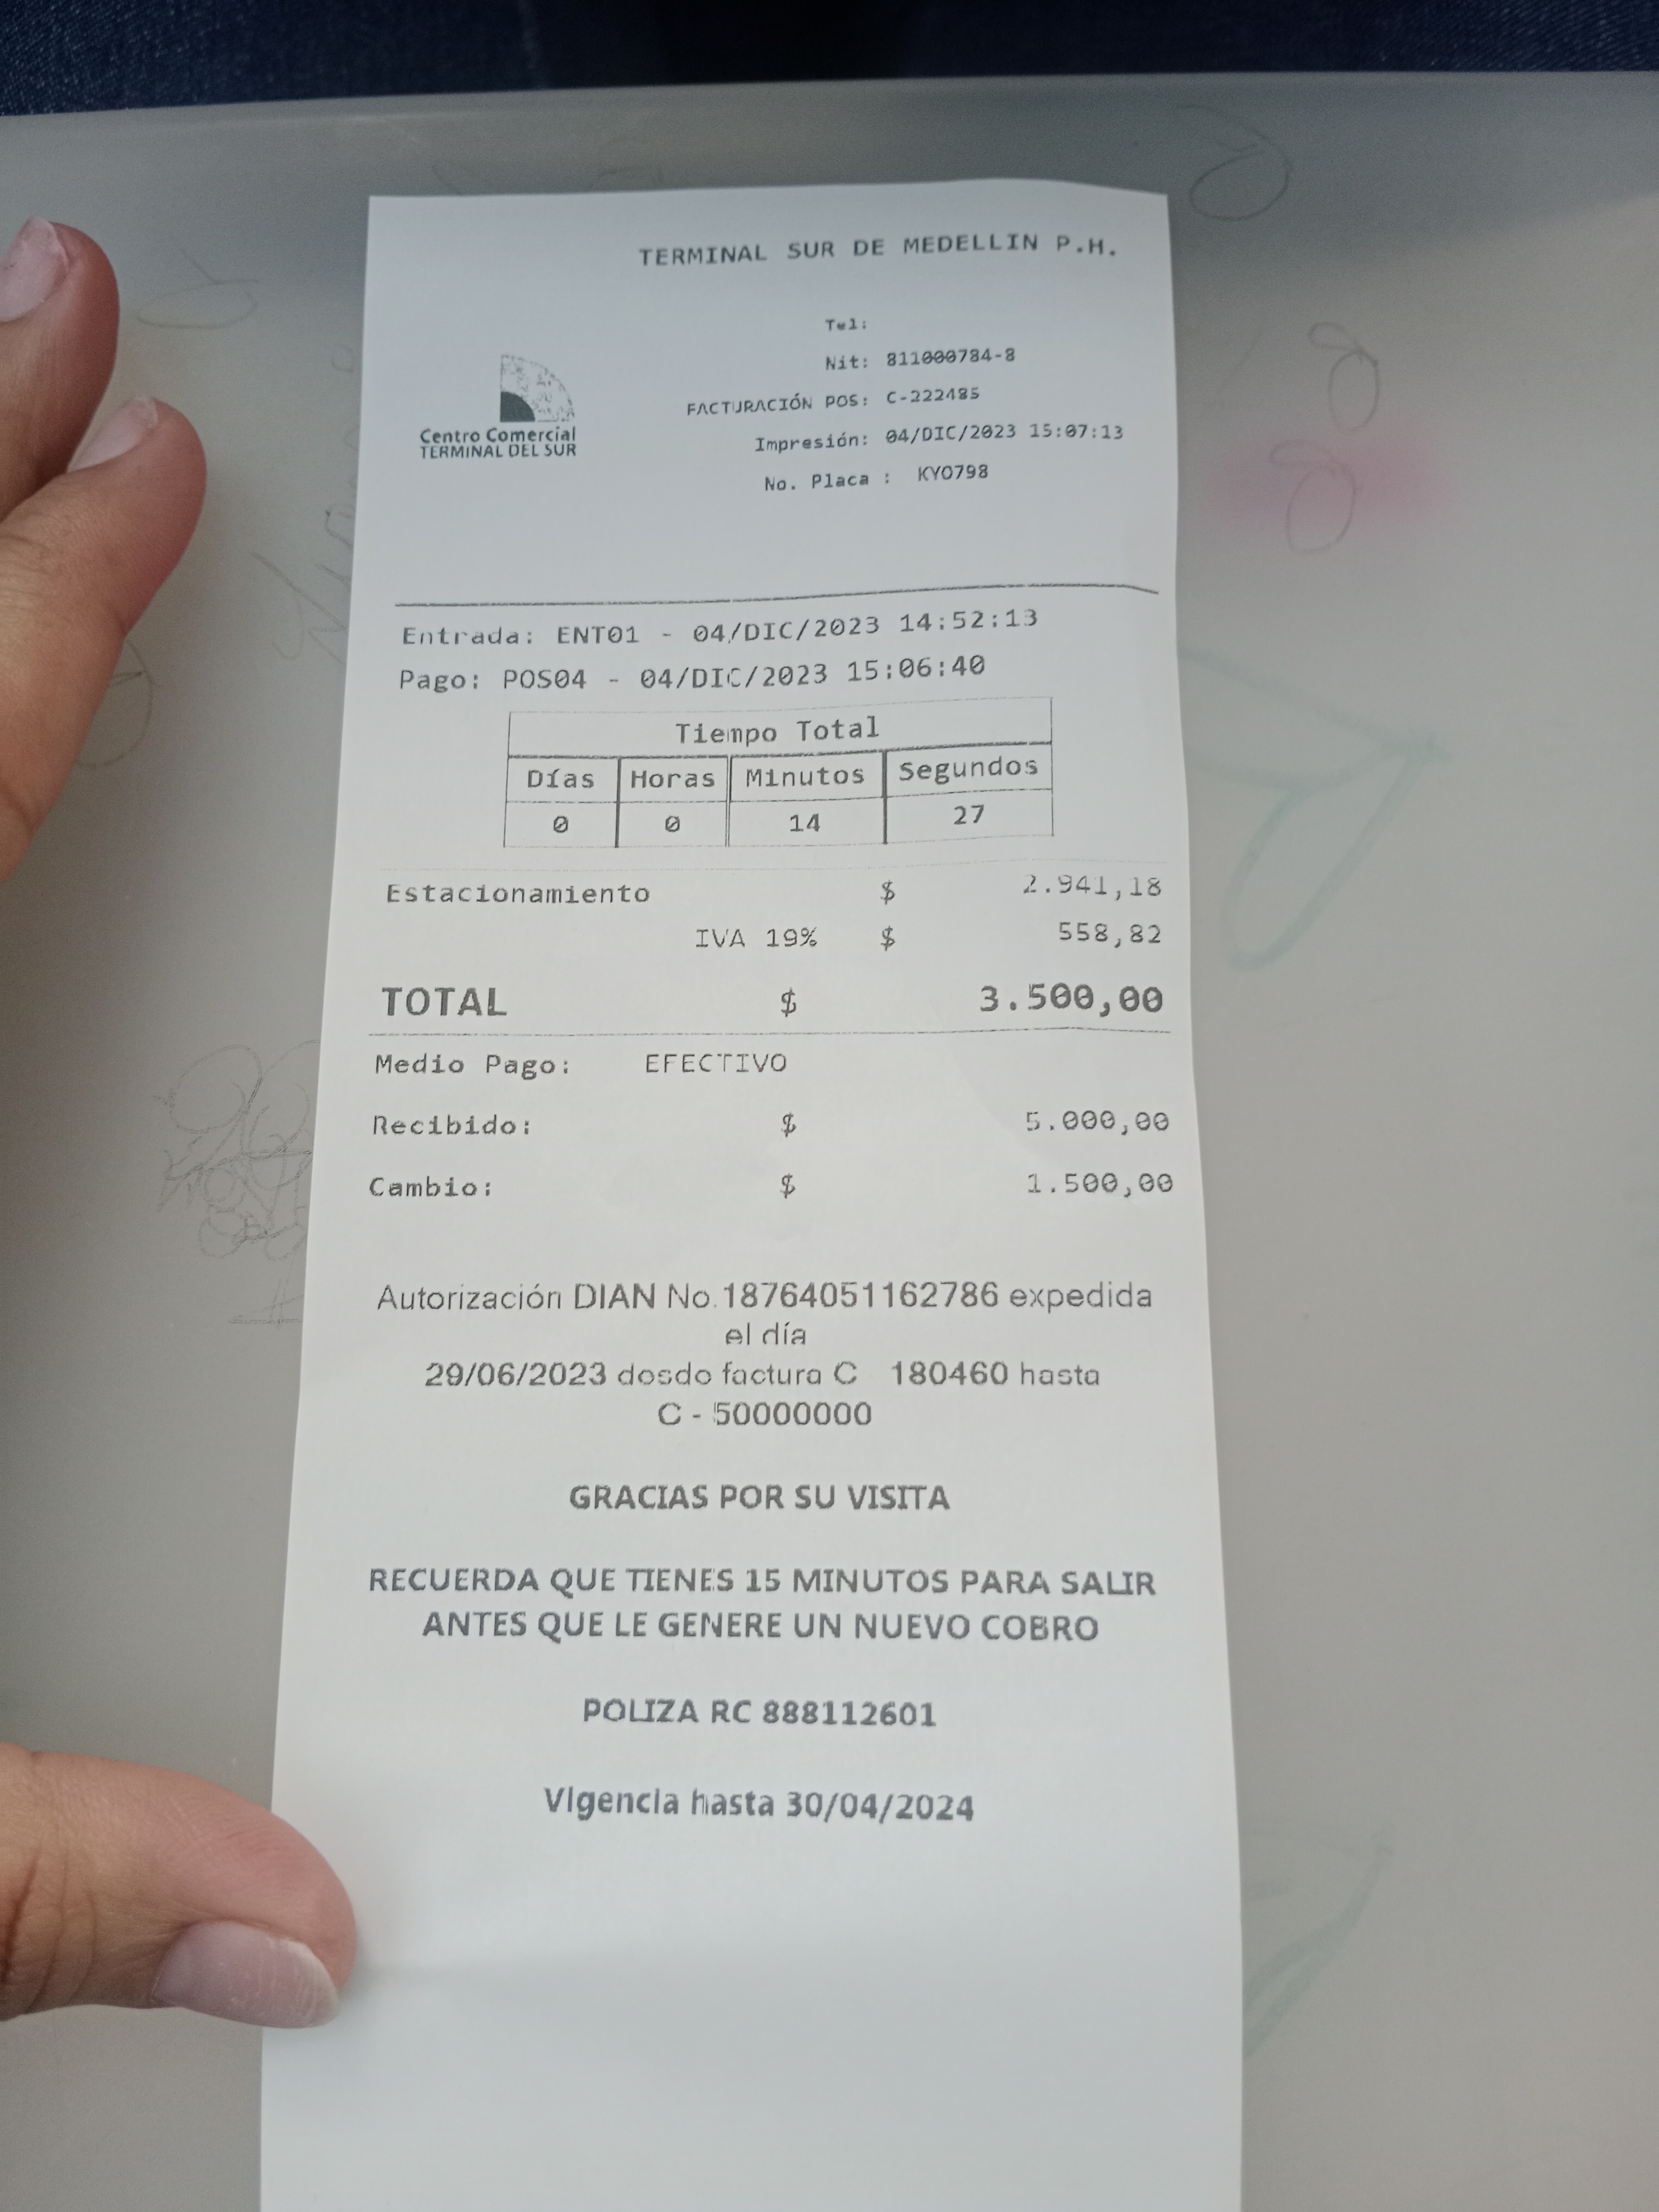 TERMINAL SUR DE MEDELLIN P.H.
Tel:
Nit: 811000784-8
FACTURACIÓN POS: C-222485
Impresión: 04/DIC/2023 15:07:13
No. Placa : KYO798
Centro Comercial
TERMINAL DEL SUR
Entrada: ENT01 - 04/DIC/2023 14:52:13
Pago: POS04 - 04/DIC/2023 15:06:40
Tiempo Total
Días Horas Minutos Segundos
0 0 14 27
Estacionamiento $ 2.941,18
IVA 19% $ 558,82
TOTAL $ 3.500,00
Medio Pago: EFECTIVO
Recibido: $ 5.000,00
Cambio: $ 1.500,00
Autorización DIAN No.18764051162786 expedida
el día
29/06/2023 desde factura C 180460 hasta
C - 50000000
GRACIAS POR SU VISITA
RECUERDA QUE TIENES 15 MINUTOS PARA SALIR
ANTES QUE LE GENERE UN NUEVO COBRO
POLIZA RC 888112601
Vigencia hasta 30/04/2024